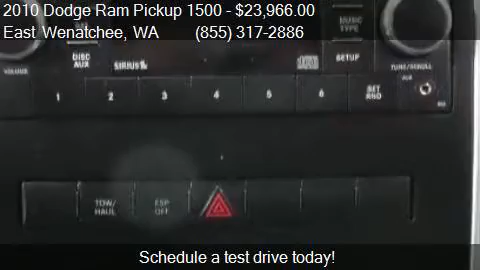 2010 Dodge Ram Pickup 1500 - $23,966.00
East Wenatchee, WA (855) 317-2886
MUSIC TYPE
DISC AUX
SIRIUS
SETUP
VOLUME
TUNE/SCROLL
AUX
1 2 3 4 5 6 SET RND
TOW/ HAUL
ESP OFF
Schedule a test drive today!